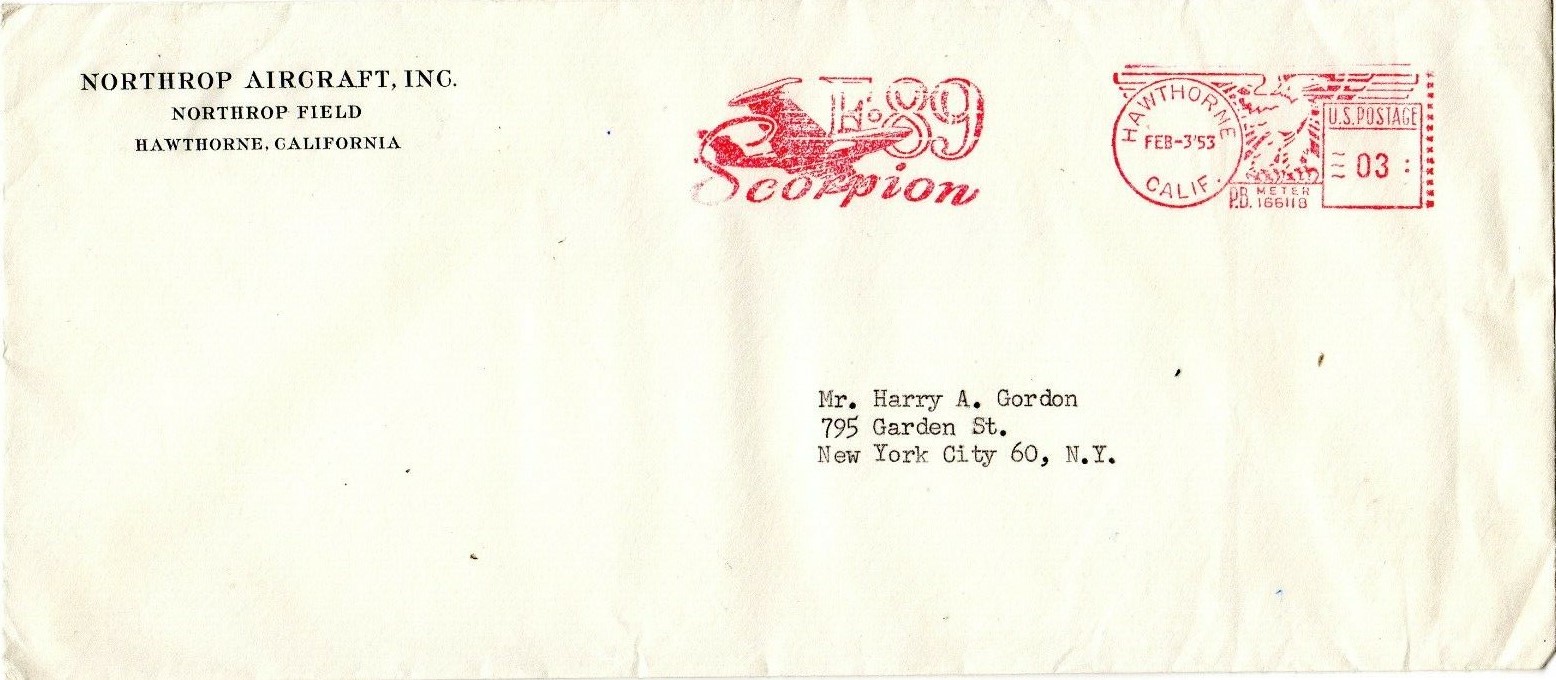 NORTHROP AIRCRAFT, INC.
NORTHROP FIELD
HAWTHORNE, CALIFORNIA
F-89
Scorpion
HAWTHORNE
FEB-3'53
CALIF.
P.B. METER
166118
U.S. POSTAGE
03
Mr. Harry A. Gordon
795 Garden St.
New York City 60, N.Y.